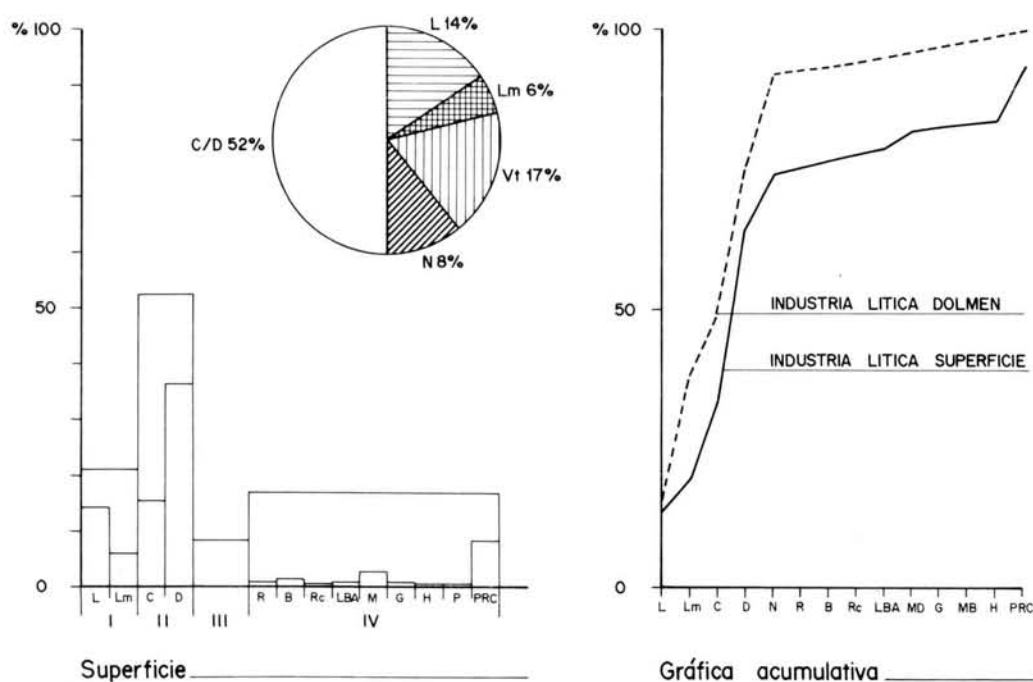 % 100
50
0
L 14%
Lm 6%
Vt 17%
N 8%
C/D 52%
L Lm C D R B Rc LBA M G H P PRC
I II III IV
Superficie
% 100
50
0
INDUSTRIA LITICA DOLMEN
INDUSTRIA LITICA SUPERFICIE
L Lm C D N R B Rc LBA MD G MB H PRC
Gráfica acumulativa